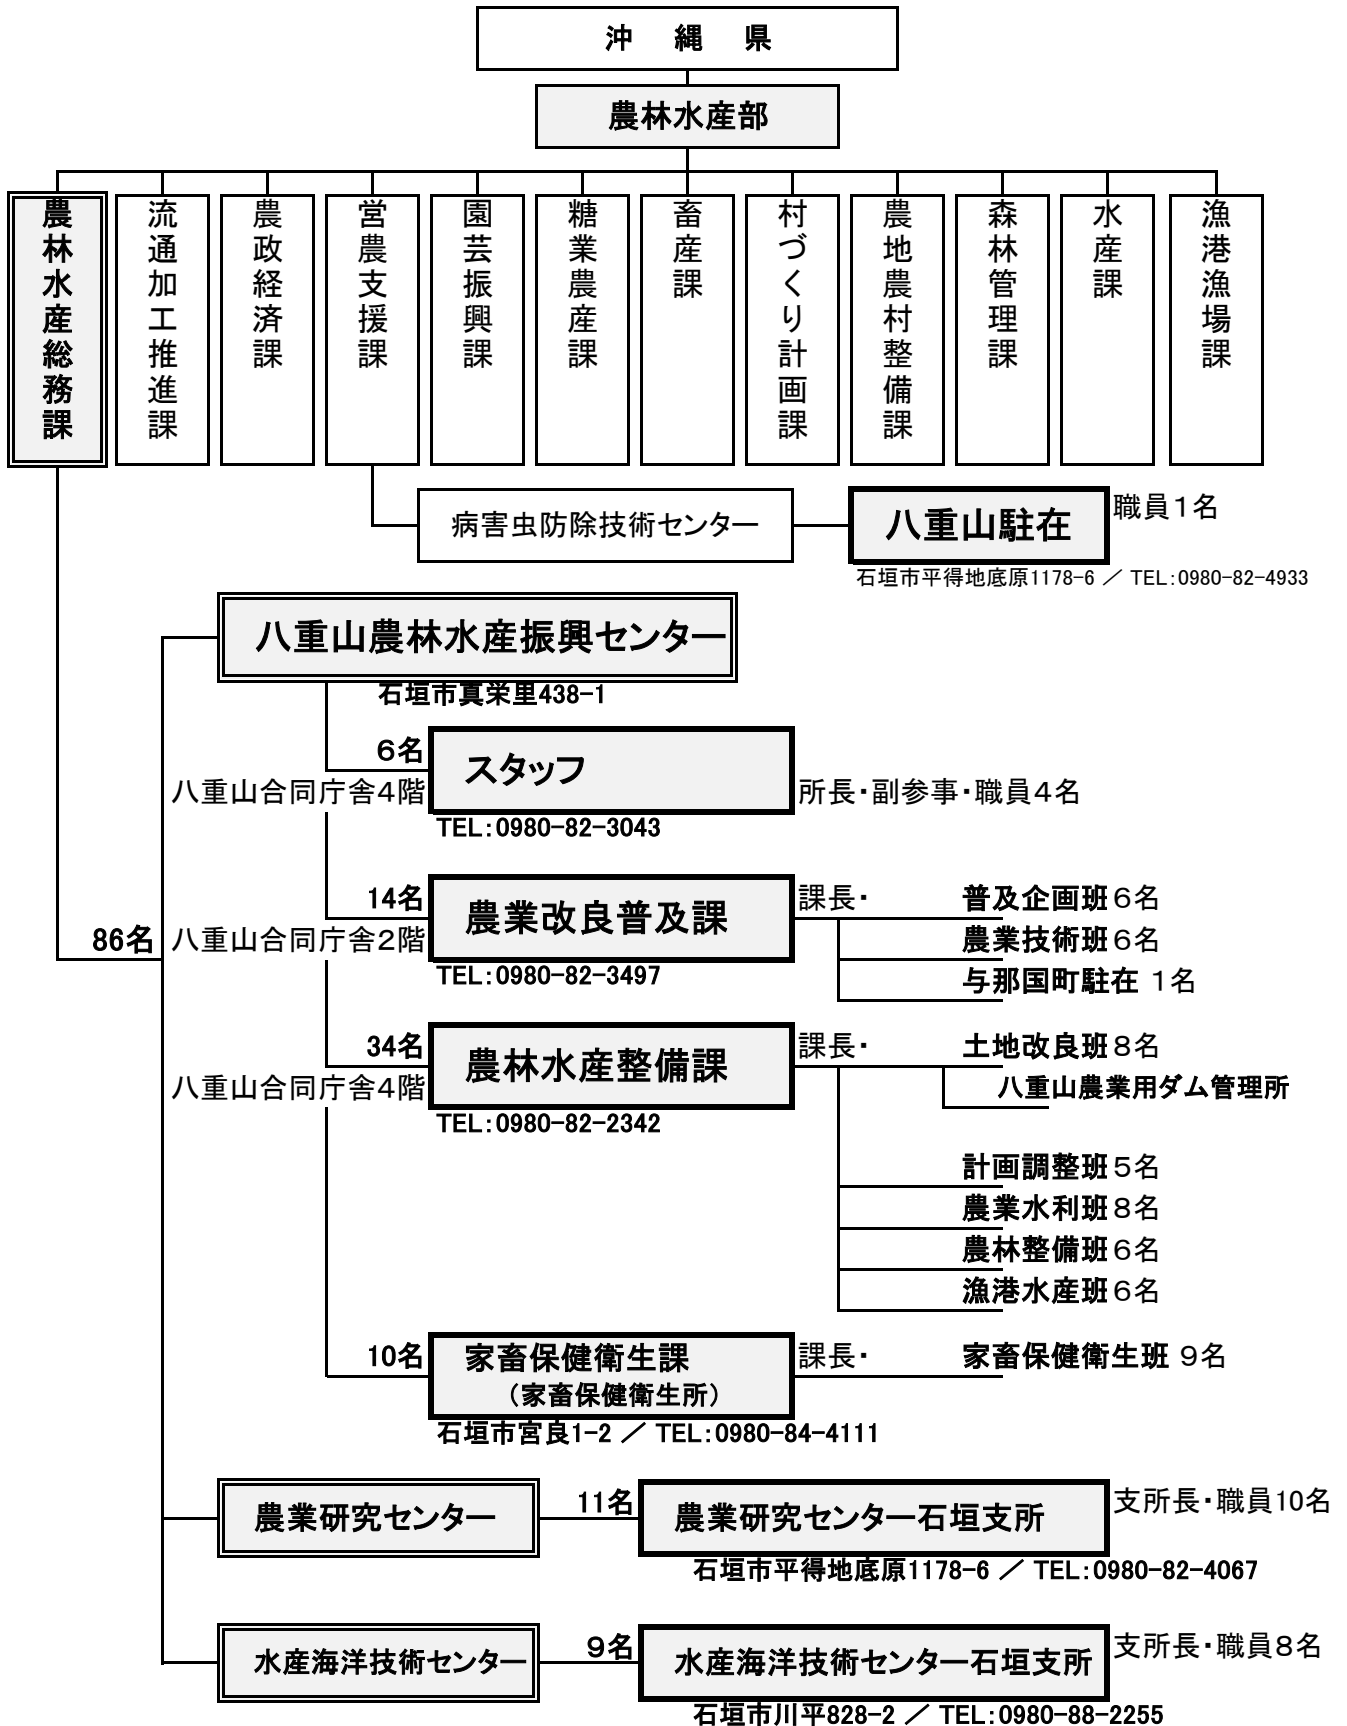 沖 縄 県
農林水産部
農林水産総務課
流通加工推進課
農政経済課
営農支援課
園芸振興課
糖業農産課
畜産課
村づくり計画課
農地農村整備課
森林管理課
水産課
漁港漁場課
病害虫防除技術センター
八重山駐在
職員1名
石垣市平得地底原1178-6 ／ TEL:0980-82-4933
八重山農林水産振興センター
石垣市真栄里438-1
6名
スタッフ
八重山合同庁舎4階
所長・副参事・職員4名
TEL:0980-82-3043
14名
農業改良普及課
課長・
普及企画班 6名
86名
八重山合同庁舎2階
農業技術班 6名
TEL:0980-82-3497
与那国町駐在 1名
34名
農林水産整備課
課長・
土地改良班 8名
八重山合同庁舎4階
八重山農業用ダム管理所
TEL:0980-82-2342
計画調整班 5名
農業水利班 8名
農林整備班 6名
漁港水産班 6名
10名
家畜保健衛生課
（家畜保健衛生所）
課長・
家畜保健衛生班 9名
石垣市宮良1-2 ／ TEL:0980-84-4111
農業研究センター
11名
農業研究センター石垣支所
支所長・職員10名
石垣市平得地底原1178-6 ／ TEL:0980-82-4067
水産海洋技術センター
9名
水産海洋技術センター石垣支所
支所長・職員8名
石垣市川平828-2 ／ TEL:0980-88-2255